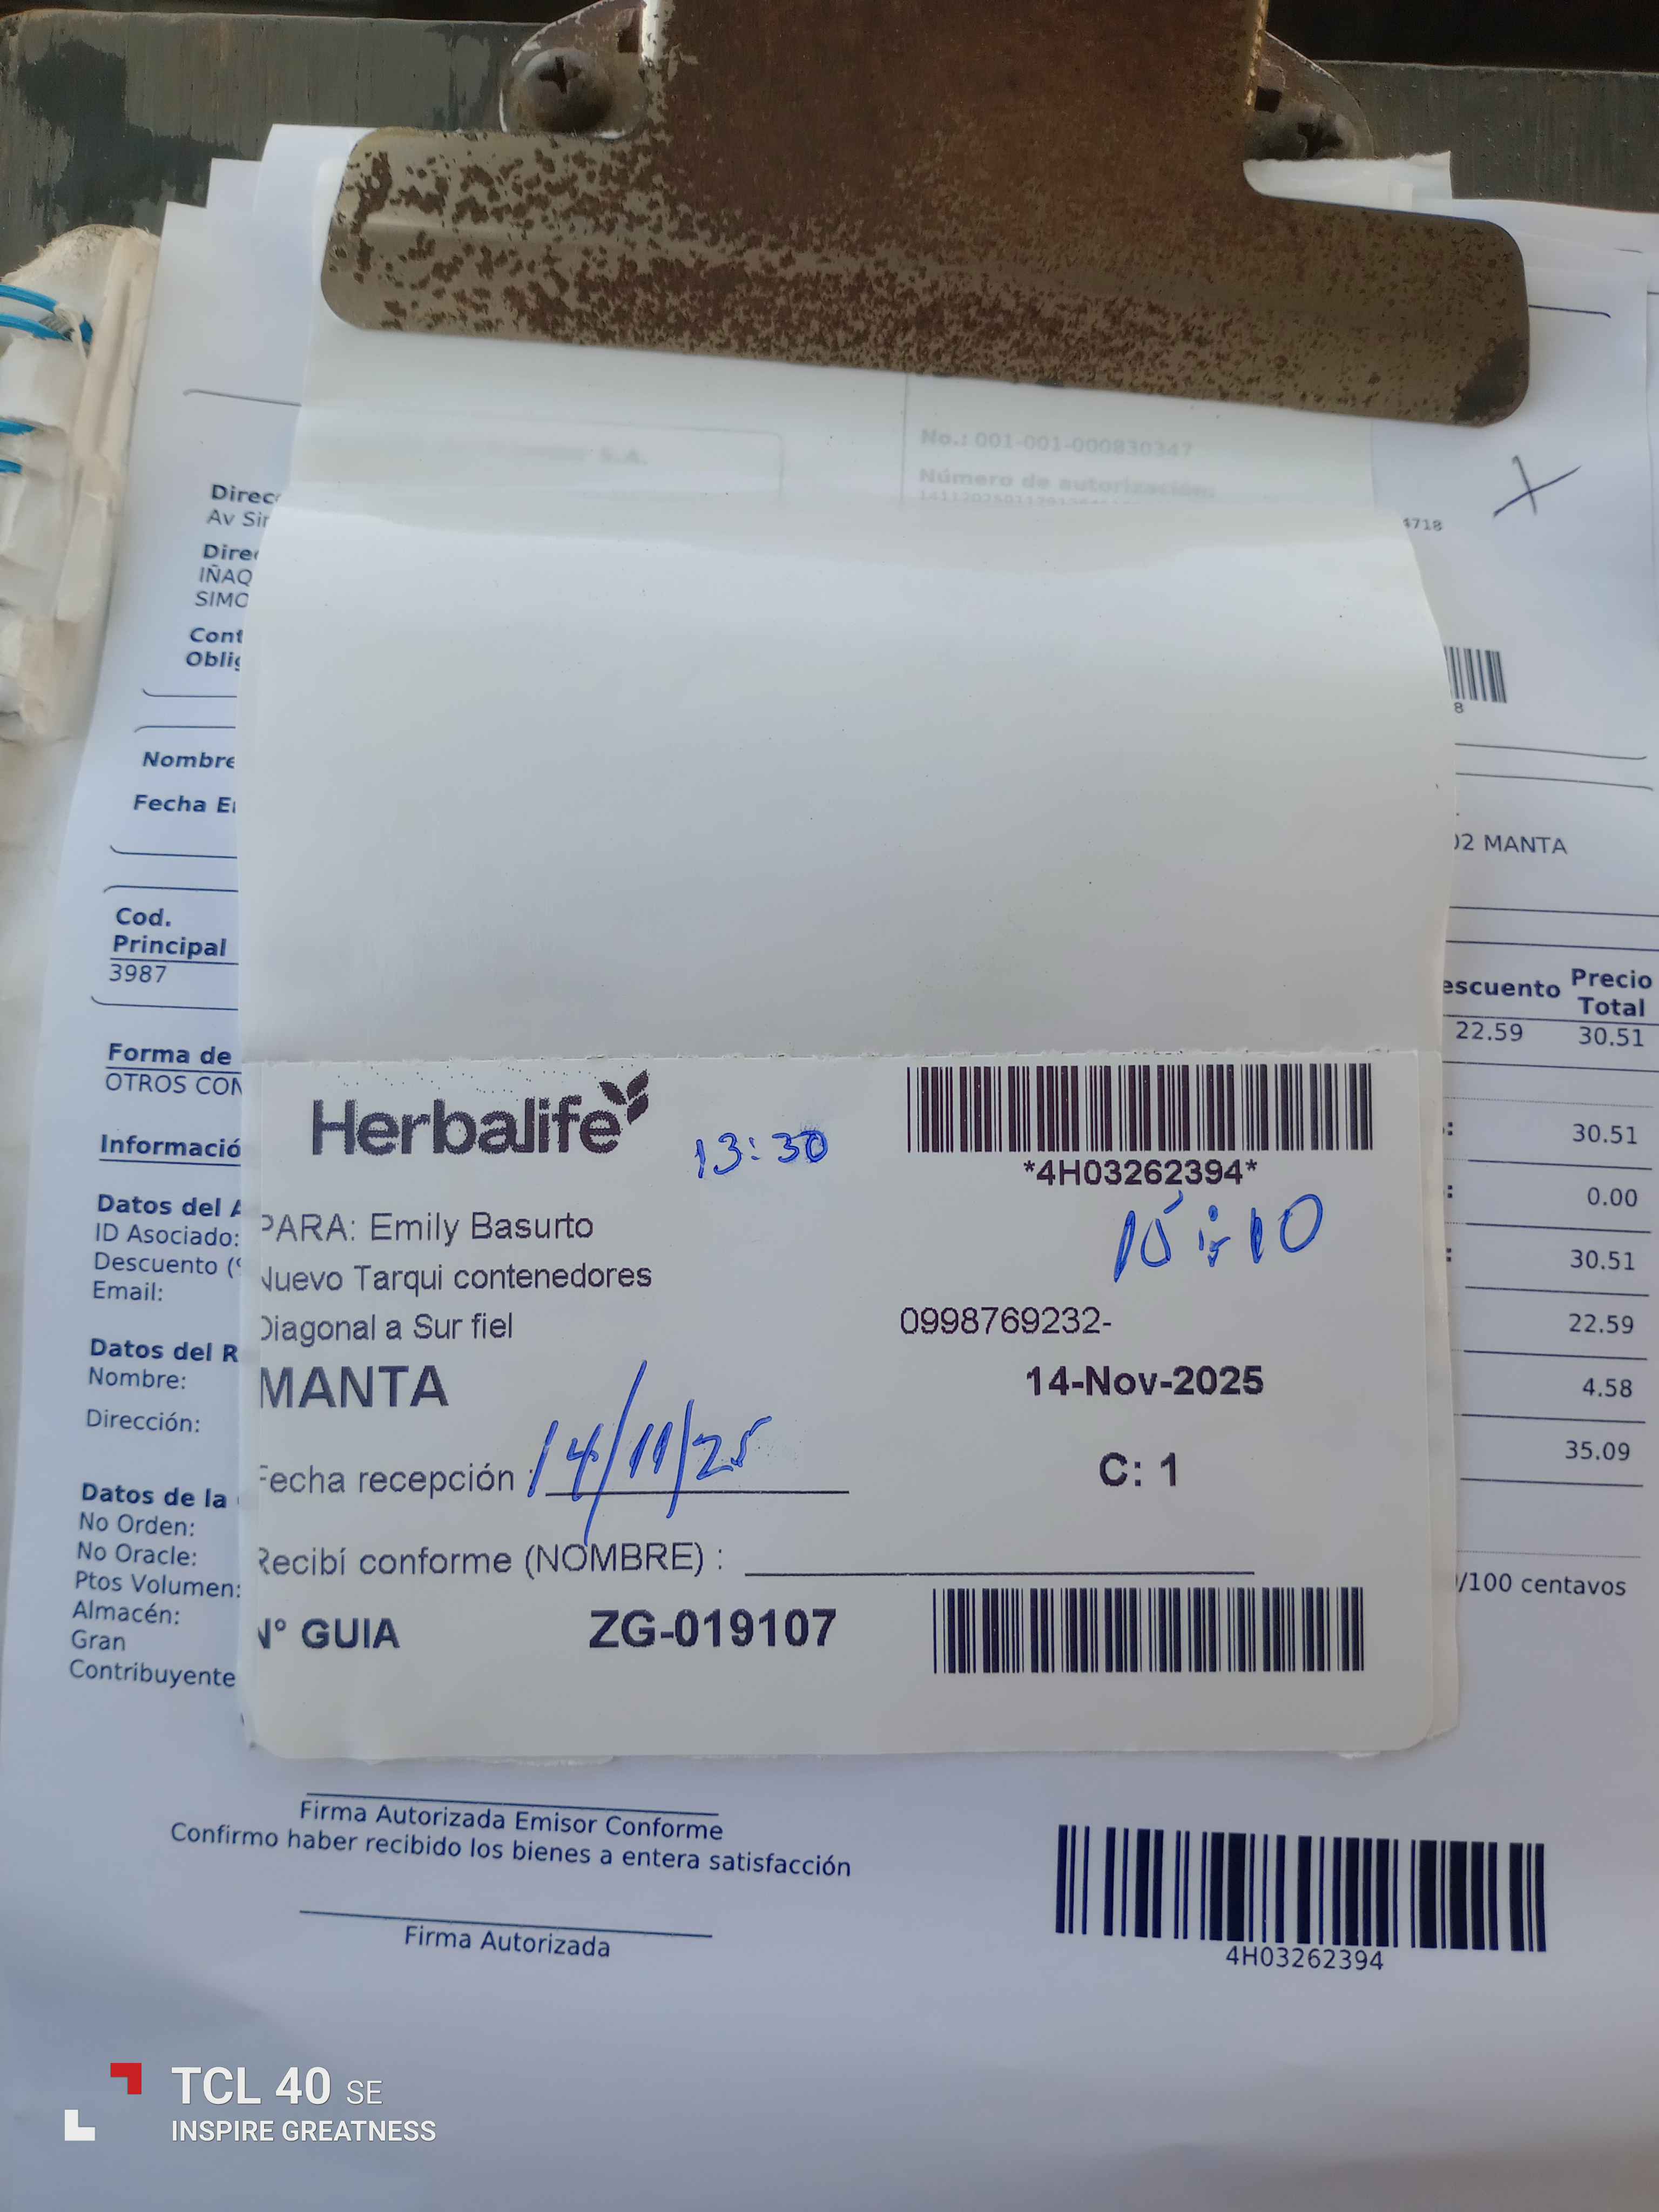 No.: 001-001-000830347
Número de autorización:
Direc
Av Sir
4718
Dire
IÑAQ
SIMO
Cont
Oblig
8
Nombre
Fecha E
02 MANTA
Cod.
Principal
3987
escuento Precio
Total
22.59 30.51
Forma de
OTROS CON
Informació
30.51
0.00
30.51
22.59
4.58
35.09
Datos del A
ID Asociado:
Descuento (
Email:
Datos del R
Nombre:
Dirección:
Datos de la
No Orden:
No Oracle:
Ptos Volumen:
Almacén:
Gran
Contribuyente
/100 centavos
Herbalife
13:30
*4H03262394*
15:10
PARA: Emily Basurto
Nuevo Tarqui contenedores
Diagonal a Sur fiel
0998769232-
MANTA
14-Nov-2025
Fecha recepción : 14/11/25
C: 1
Recibí conforme (NOMBRE) :
N° GUIA ZG-019107
Firma Autorizada Emisor Conforme
Confirmo haber recibido los bienes a entera satisfacción
Firma Autorizada
4H03262394
TCL 40 SE
INSPIRE GREATNESS